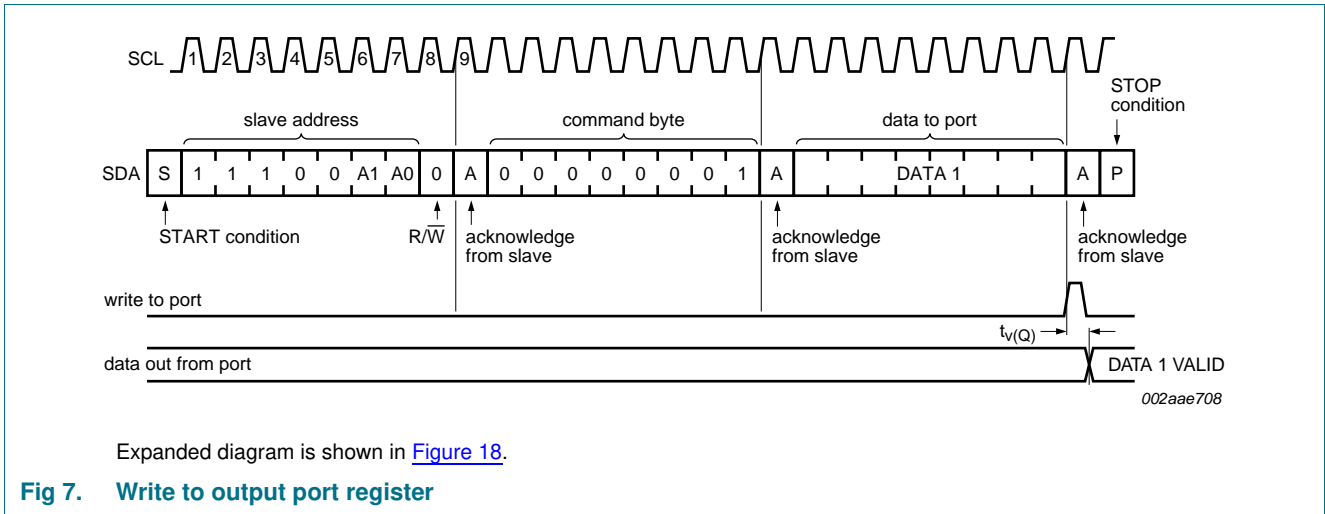 SCL 1 2 3 4 5 6 7 8 9
STOP
condition
slave address command byte data to port
SDA S 1 1 1 0 0 A1 A0 0 A 0 0 0 0 0 0 0 1 A DATA 1 A P
START condition R/W̅ acknowledge
from slave
acknowledge
from slave
acknowledge
from slave
write to port
tv(Q)
data out from port DATA 1 VALID
002aae708
Expanded diagram is shown in Figure 18.
Fig 7. Write to output port register